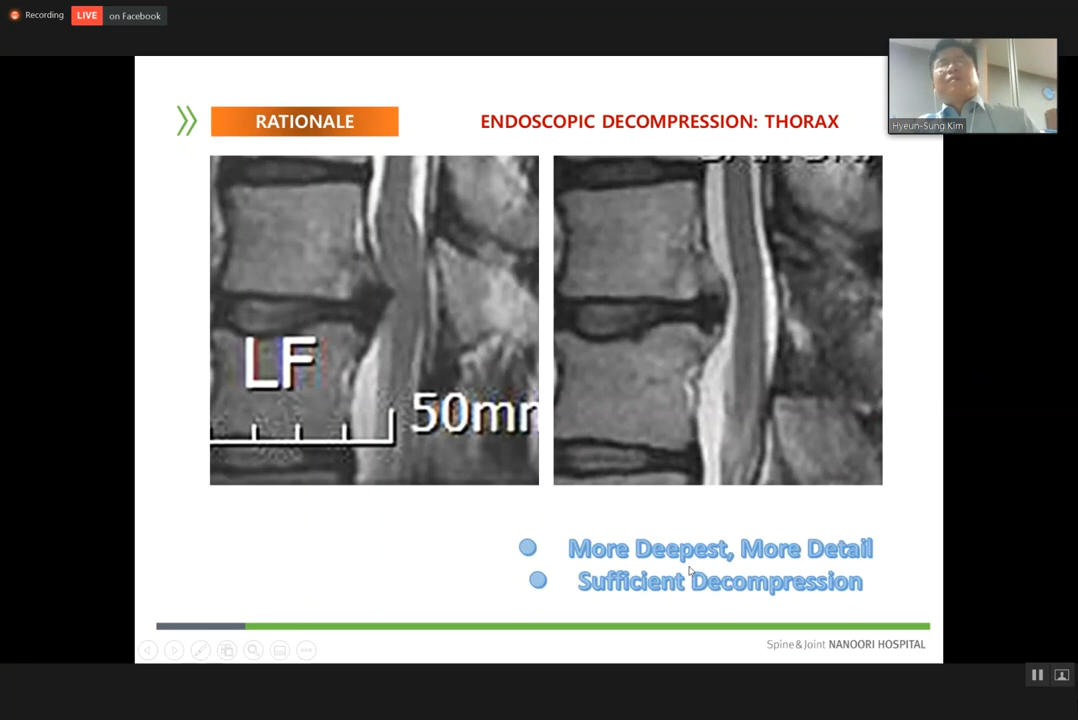 Recording
LIVE on Facebook
Hyeun-Sung Kim
RATIONALE
ENDOSCOPIC DECOMPRESSION: THORAX
LF
50mm
More Deepest, More Detail
Sufficient Decompression
Spine&Joint NANOORI HOSPITAL